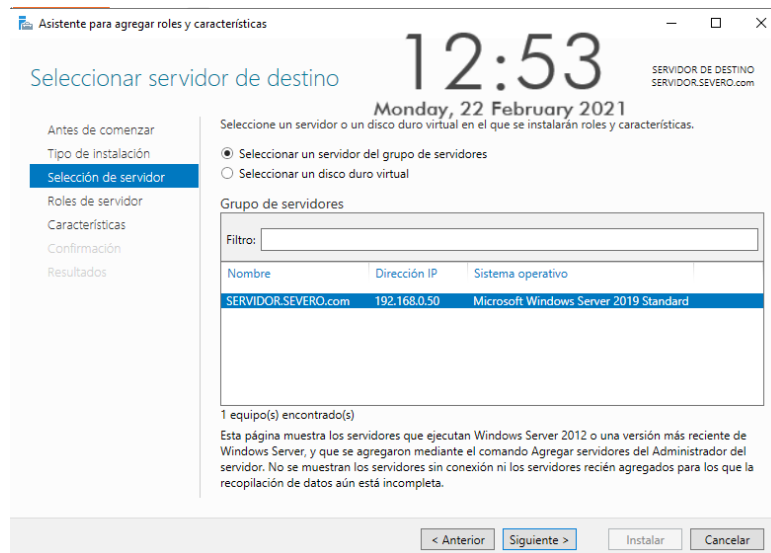 Asistente para agregar roles y características
12:53
Seleccionar servidor de destino
SERVIDOR DE DESTINO
SERVIDOR.SEVERO.com
Monday, 22 February 2021
Antes de comenzar
Tipo de instalación
Selección de servidor
Roles de servidor
Características
Confirmación
Resultados
Seleccione un servidor o un disco duro virtual en el que se instalarán roles y características.
Seleccionar un servidor del grupo de servidores
Seleccionar un disco duro virtual
Grupo de servidores
Filtro:
Nombre Dirección IP Sistema operativo
SERVIDOR.SEVERO.com 192.168.0.50 Microsoft Windows Server 2019 Standard
1 equipo(s) encontrado(s)
Esta página muestra los servidores que ejecutan Windows Server 2012 o una versión más reciente de
Windows Server, y que se agregaron mediante el comando Agregar servidores del Administrador del
servidor. No se muestran los servidores sin conexión ni los servidores recién agregados para los que la
recopilación de datos aún está incompleta.
< Anterior Siguiente > Instalar Cancelar